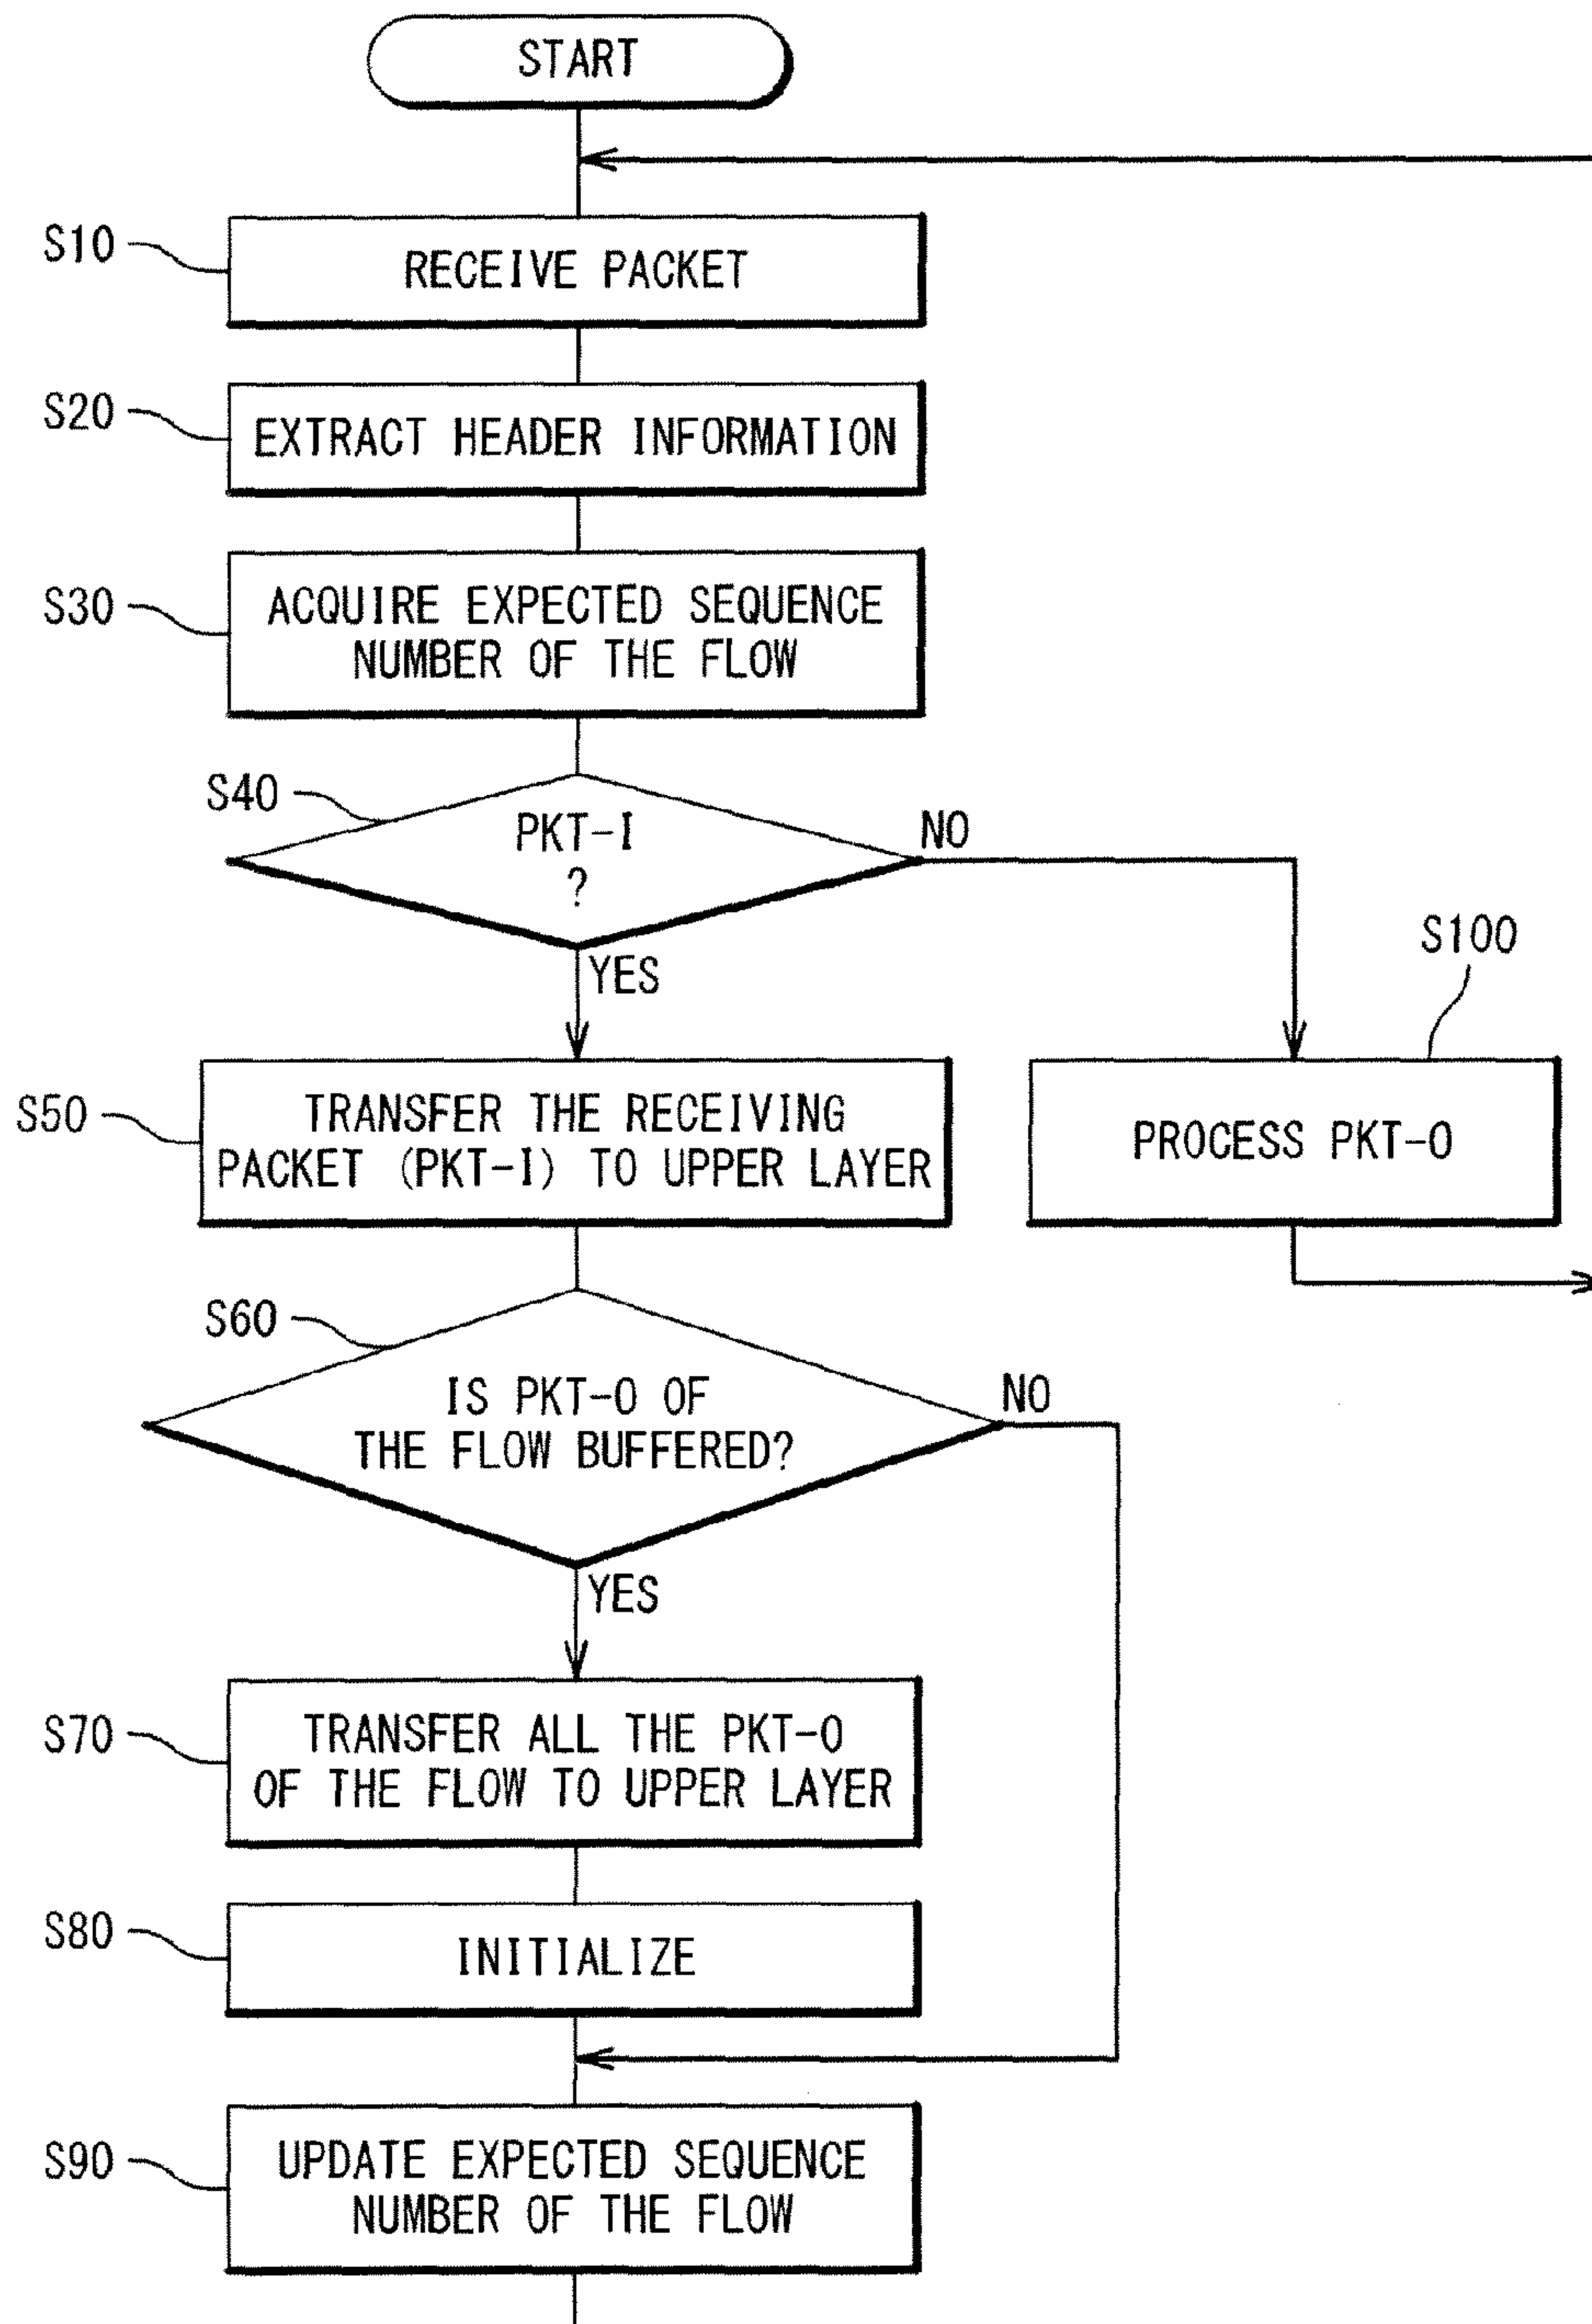 START
S10
RECEIVE PACKET
S20
EXTRACT HEADER INFORMATION
S30
ACQUIRE EXPECTED SEQUENCE
NUMBER OF THE FLOW
S40
PKT-I
?
NO
YES
S100
S50
TRANSFER THE RECEIVING
PACKET (PKT-I) TO UPPER LAYER
PROCESS PKT-O
S60
IS PKT-O OF
THE FLOW BUFFERED?
NO
YES
S70
TRANSFER ALL THE PKT-O
OF THE FLOW TO UPPER LAYER
S80
INITIALIZE
S90
UPDATE EXPECTED SEQUENCE
NUMBER OF THE FLOW